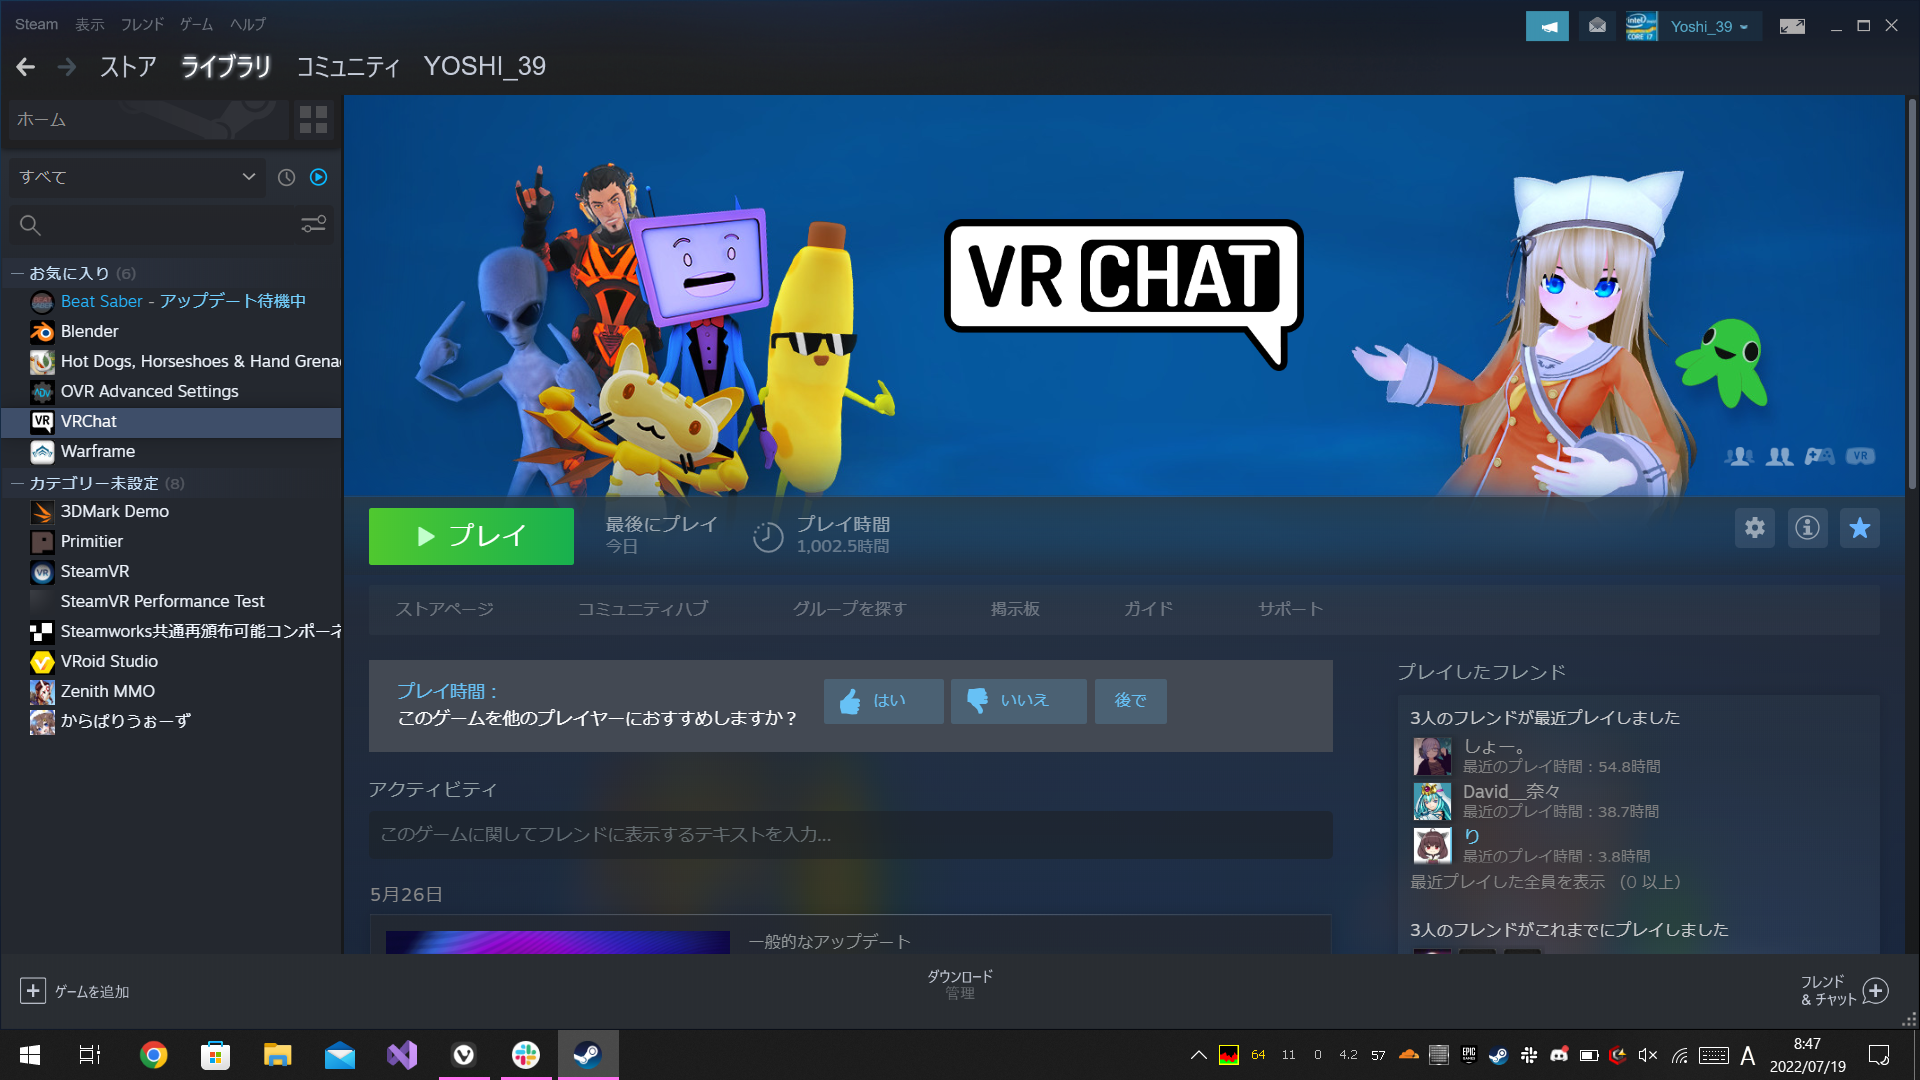 Steam 表示 フレンド ゲーム ヘルプ
Yoshi_39
ストア ライブラリ コミュニティ YOSHI_39
ホーム
すべて
お気に入り (6)
Beat Saber - アップデート待機中
Blender
Hot Dogs, Horseshoes & Hand Grena
OVR Advanced Settings
VRChat
Warframe
カテゴリー未設定 (8)
3DMark Demo
Primitier
SteamVR
SteamVR Performance Test
Steamworks共通再頒布可能コンポーネ
VRoid Studio
Zenith MMO
からぱりうぉーず
VR CHAT
VR
プレイ
最後にプレイ
今日
プレイ時間
1,002.5時間
ストアページ コミュニティハブ グループを探す 掲示板 ガイド サポート
プレイ時間：
このゲームを他のプレイヤーにおすすめしますか？
はい いいえ 後で
アクティビティ
このゲームに関してフレンドに表示するテキストを入力...
5月26日
一般的なアップデート
プレイしたフレンド
3人のフレンドが最近プレイしました
しょー。
最近のプレイ時間：54.8時間
David__奈々
最近のプレイ時間：38.7時間
り
最近のプレイ時間：3.8時間
最近プレイした全員を表示 （0 以上）
3人のフレンドがこれまでにプレイしました
ゲームを追加
ダウンロード
管理
フレンド
& チャット
64 11 0 4.2 57
A
8:47
2022/07/19